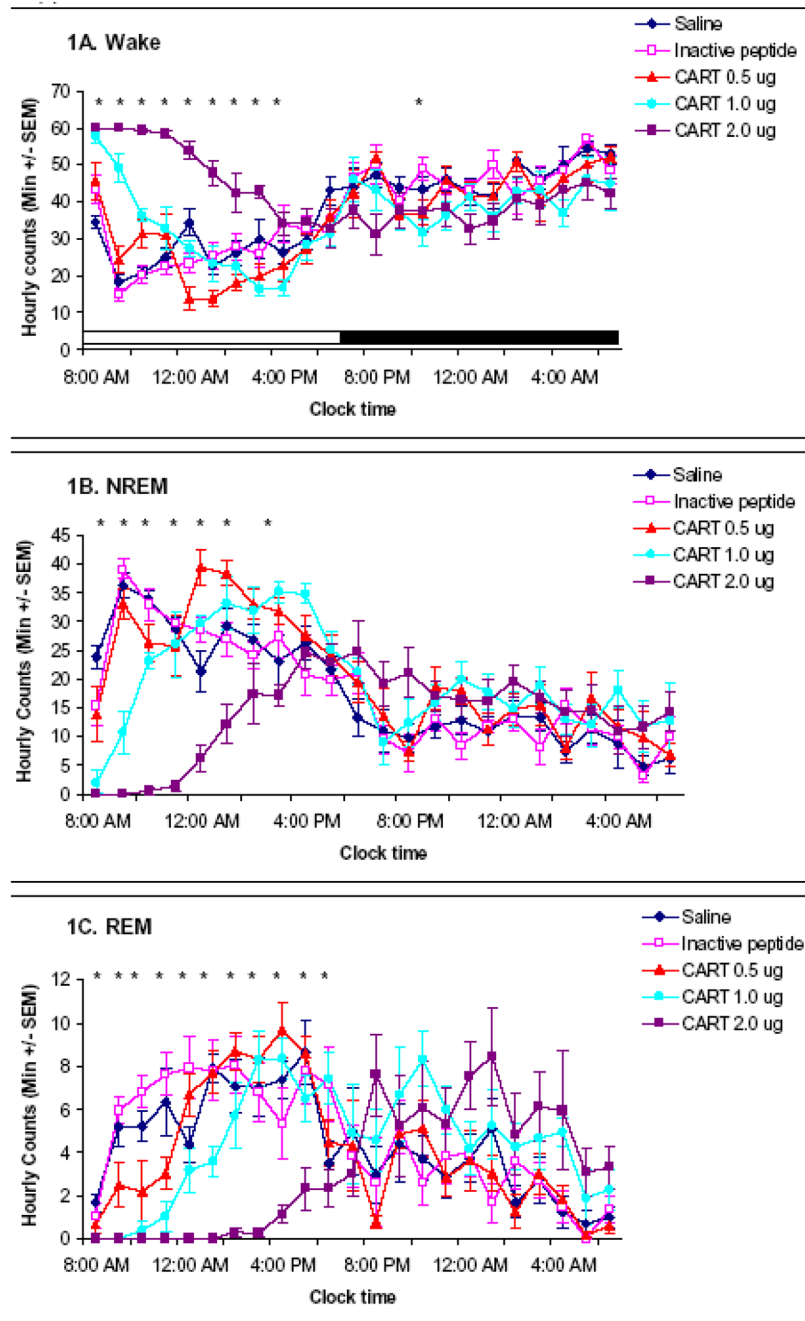 1A. Wake
Saline
Inactive peptide
CART 0.5 ug
CART 1.0 ug
CART 2.0 ug
* * * * * * * * * *
Hourly counts (Min +/- SEM)
70
60
50
40
30
20
10
0
8:00 AM 12:00 AM 4:00 PM 8:00 PM 12:00 AM 4:00 AM
Clock time
1B. NREM
Saline
Inactive peptide
CART 0.5 ug
CART 1.0 ug
CART 2.0 ug
* * * * * * *
Hourly Counts (Min +/- SEM)
45
40
35
30
25
20
15
10
5
0
8:00 AM 12:00 AM 4:00 PM 8:00 PM 12:00 AM 4:00 AM
Clock time
1C. REM
Saline
Inactive peptide
CART 0.5 ug
CART 1.0 ug
CART 2.0 ug
* * * * * * * * * * *
Hourly Counts (Min +/- SEM)
12
10
8
6
4
2
0
8:00 AM 12:00 AM 4:00 PM 8:00 PM 12:00 AM 4:00 AM
Clock time